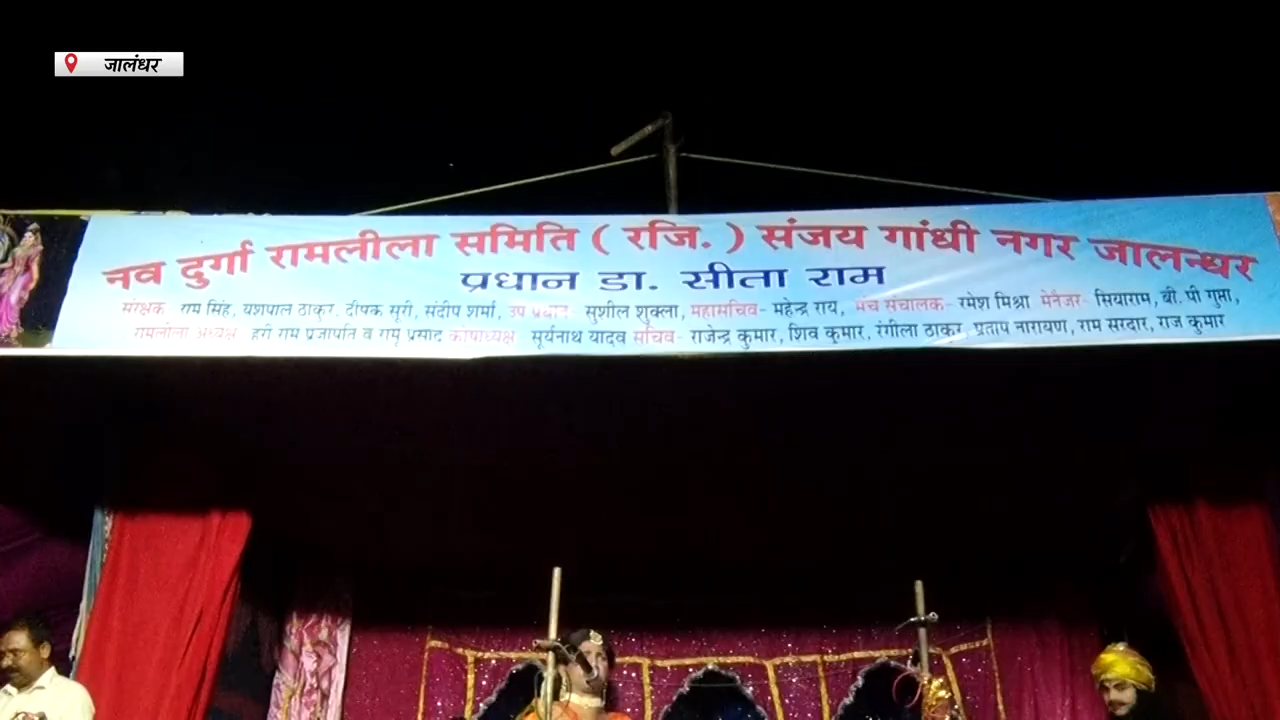 जालंधर
नव दुर्गा रामलीला समिति ( रजि. ) संजय गांधी नगर जालन्धर
प्रधान डा. सीता राम
संरक्षक- राम सिंह, यशपाल ठाकुर, दीपक सूरी, संदीप शर्मा, उप प्रधान- सुशील शुक्ला, महासचिव- महेन्द्र राय, मंच संचालक- रमेश मिश्रा मेनैजर- सियाराम, बी. पी गुप्ता,
रामलीला अध्यक्ष- हरी राम प्रजापति व रामू प्रसाद कोषाध्यक्ष- सूर्यनाथ यादव सचिव- राजेन्द्र कुमार, शिव कुमार, रंगीला ठाकुर, प्रताप नारायण, राम सरदार, राज कुमार